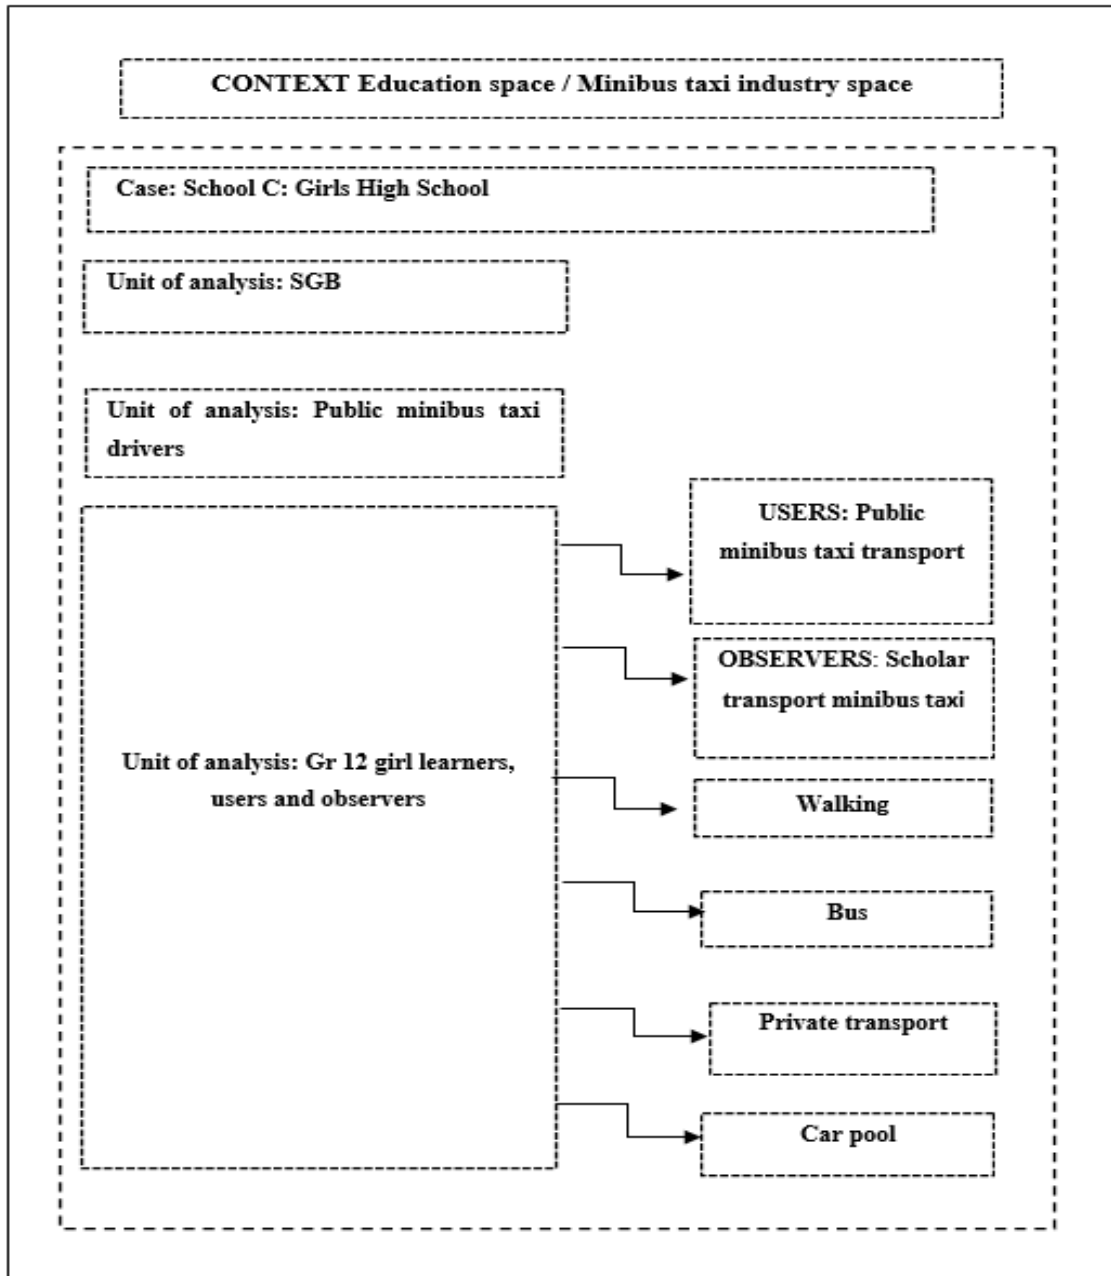 CONTEXT Education space / Minibus taxi industry space
Case: School C: Girls High School
Unit of analysis: SGB
Unit of analysis: Public minibus taxi
drivers
USERS: Public
minibus taxi transport
OBSERVERS: Scholar
transport minibus taxi
Unit of analysis: Gr 12 girl learners,
users and observers
Walking
Bus
Private transport
Car pool